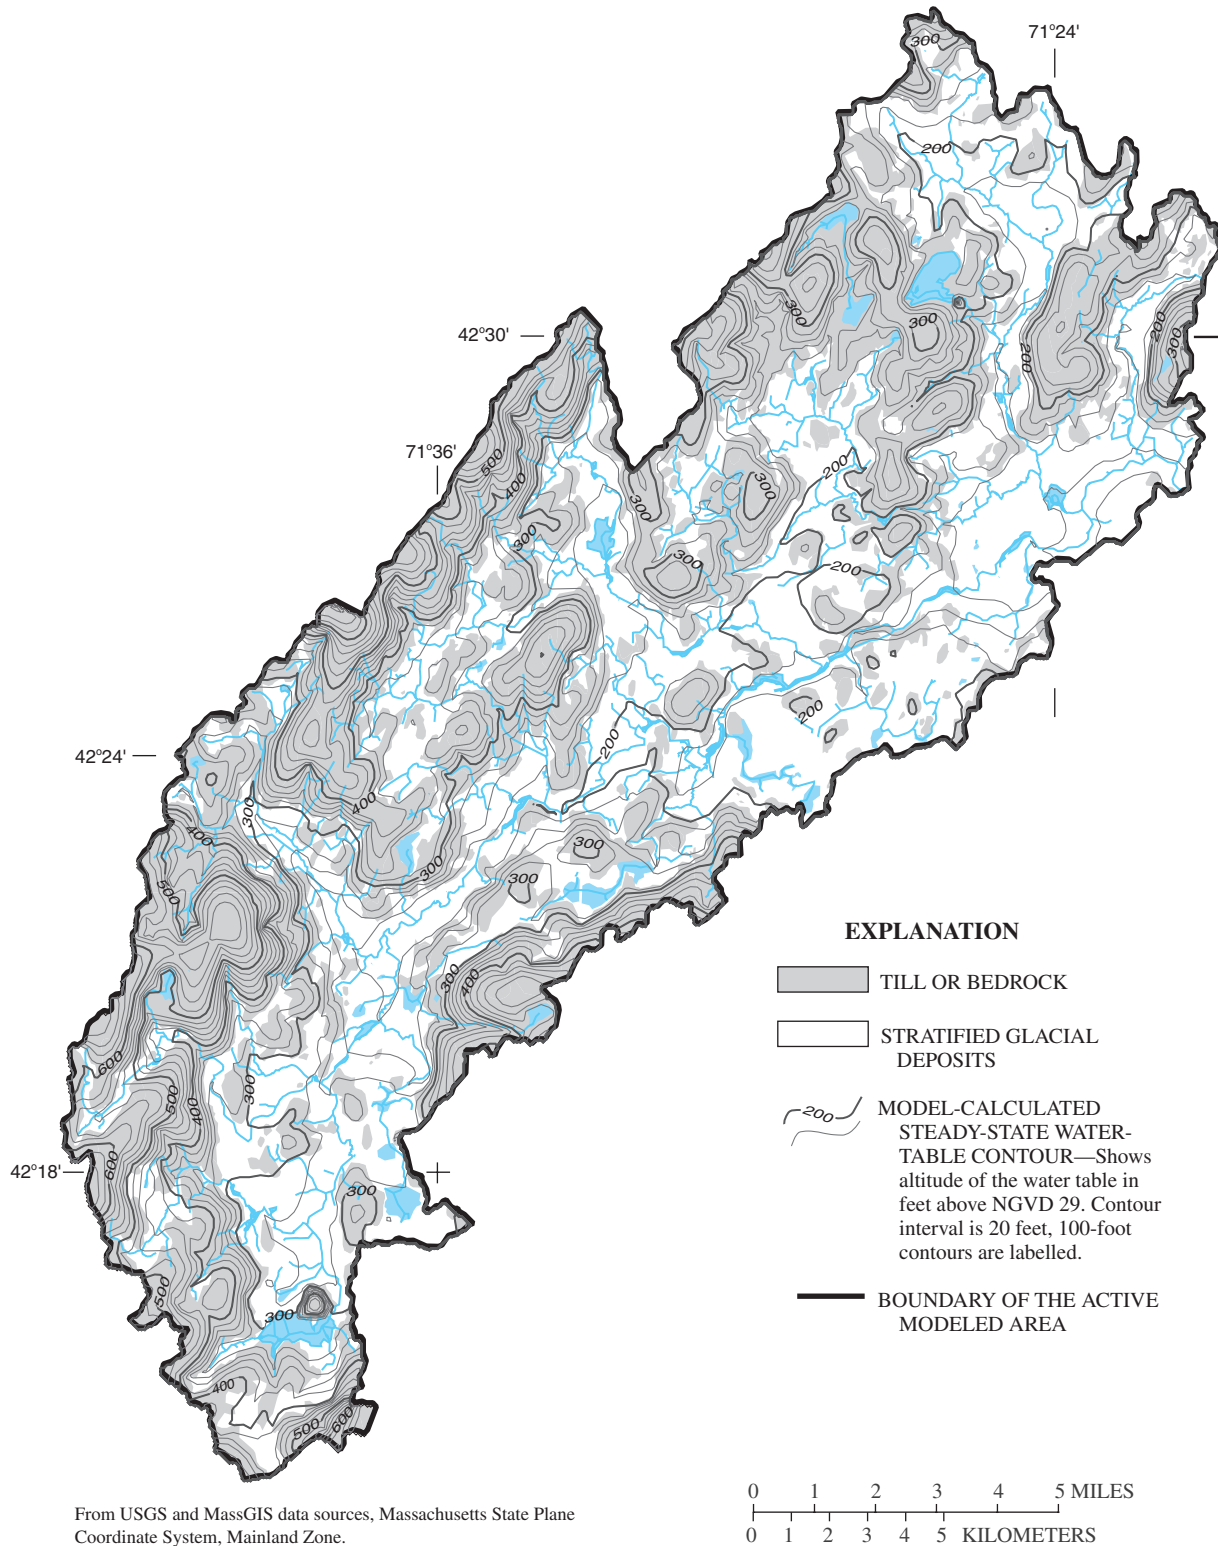 300
71°24'
200
300
300
200
200
300
42°30'
71°36'
500
400
300
300
300
200
300
200
200
200
42°24'
300
400
400
300
300
300
500
300
400
600
500
400
300
600
42°18'
300
500
300
400
500
600
EXPLANATION
TILL OR BEDROCK
STRATIFIED GLACIAL
DEPOSITS
200
MODEL-CALCULATED
STEADY-STATE WATER-
TABLE CONTOUR—Shows
altitude of the water table in
feet above NGVD 29. Contour
interval is 20 feet, 100-foot
contours are labelled.
BOUNDARY OF THE ACTIVE
MODELED AREA
0 1 2 3 4 5 MILES
0 1 2 3 4 5 KILOMETERS
From USGS and MassGIS data sources, Massachusetts State Plane
Coordinate System, Mainland Zone.